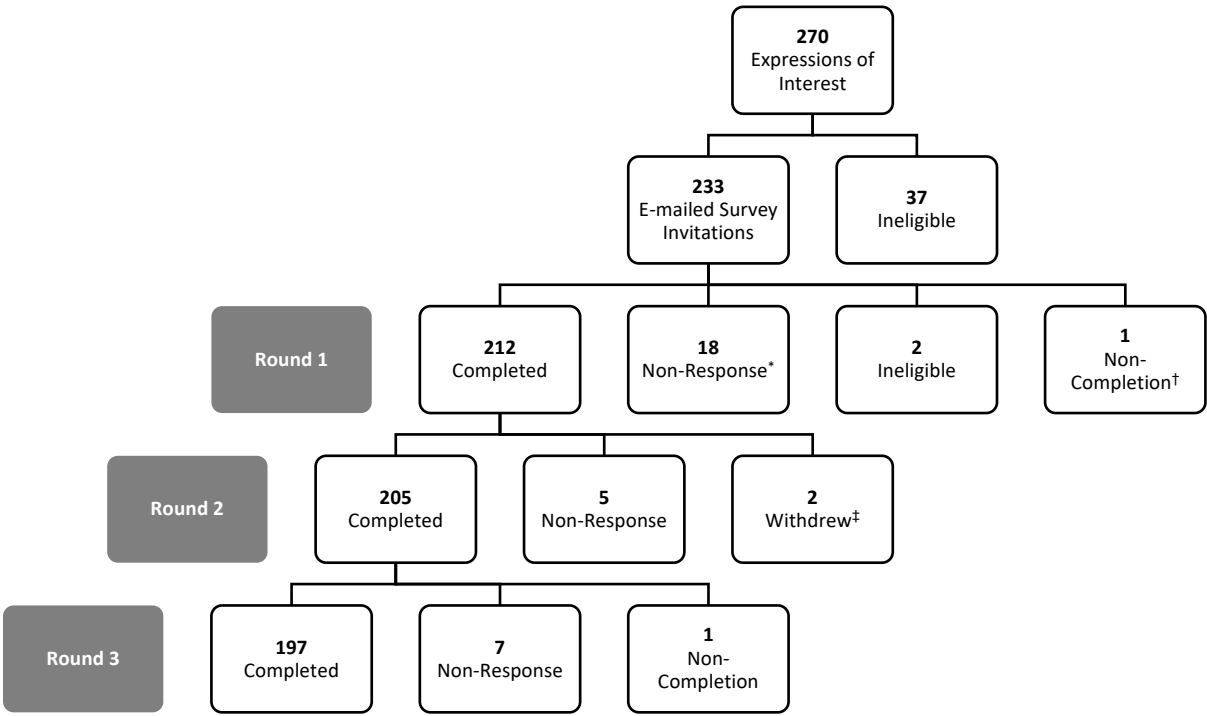 270
Expressions of
Interest
233
E-mailed Survey
Invitations
37
Ineligible
Round 1
212
Completed
18
Non-Response*
2
Ineligible
1
Non-
Completion†
Round 2
205
Completed
5
Non-Response
2
Withdrew‡
Round 3
197
Completed
7
Non-Response
1
Non-
Completion